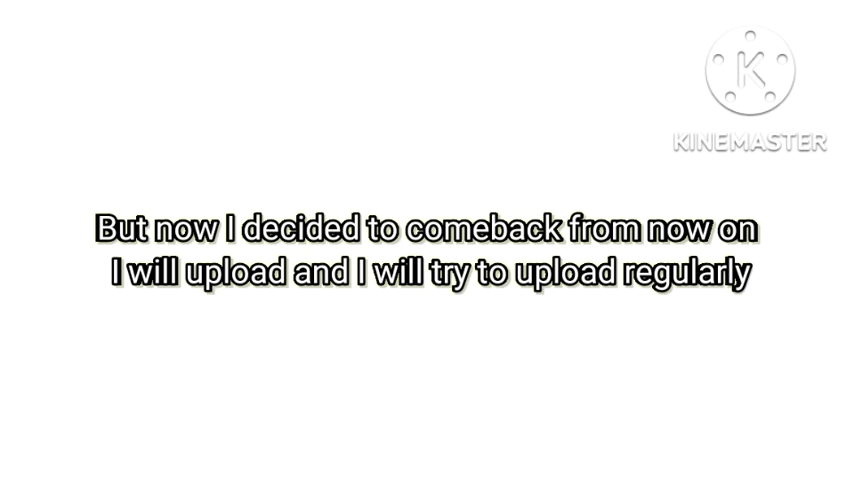 KINEMASTER
But now I decided to comeback from now on
I will upload and I will try to upload regularly